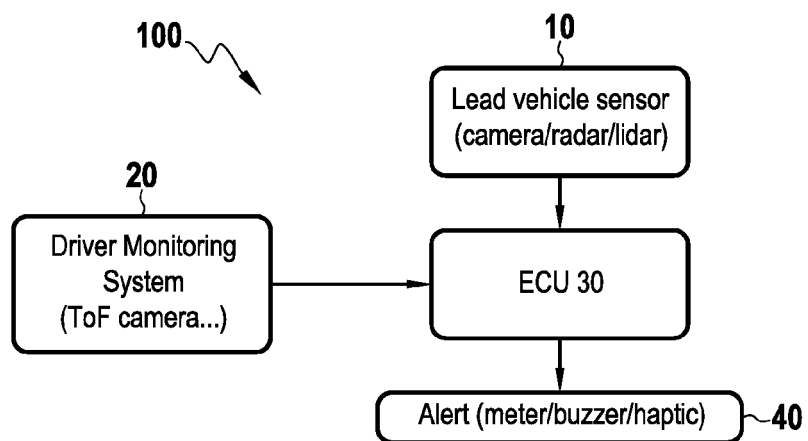 100
10
Lead vehicle sensor
(camera/radar/lidar)
20
Driver Monitoring
System
(ToF camera...)
ECU 30
Alert (meter/buzzer/haptic)
40